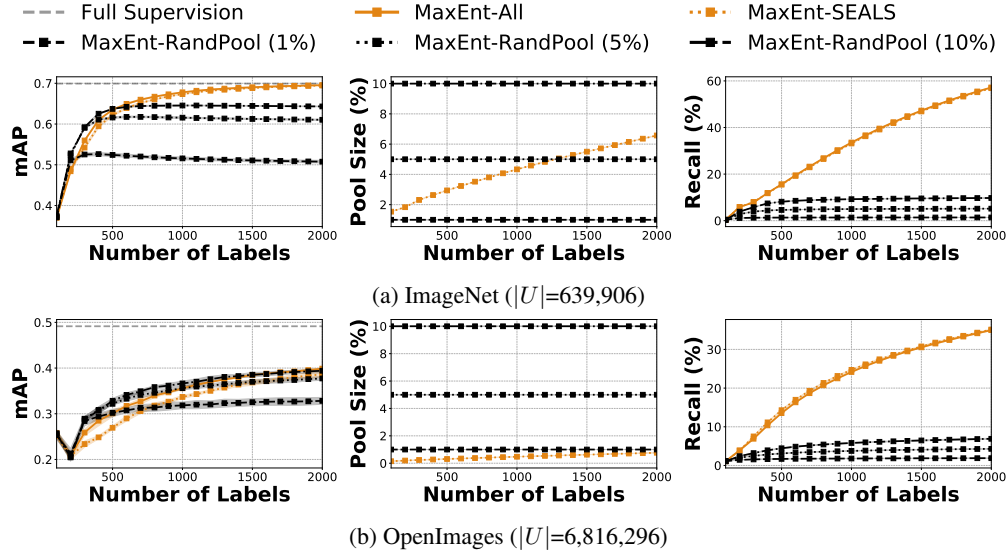 Full Supervision MaxEnt-All MaxEnt-SEALS
MaxEnt-RandPool (1%) MaxEnt-RandPool (5%) MaxEnt-RandPool (10%)
mAP
0.7
0.6
0.5
0.4
500 1000 1500 2000
Number of Labels
Pool Size (%)
10
8
6
4
2
500 1000 1500 2000
Number of Labels
Recall (%)
60
40
20
0
500 1000 1500 2000
Number of Labels
(a) ImageNet (|U|=639,906)
mAP
0.5
0.4
0.3
0.2
500 1000 1500 2000
Number of Labels
Pool Size (%)
10
8
6
4
2
0
500 1000 1500 2000
Number of Labels
Recall (%)
30
20
10
0
500 1000 1500 2000
Number of Labels
(b) OpenImages (|U|=6,816,296)